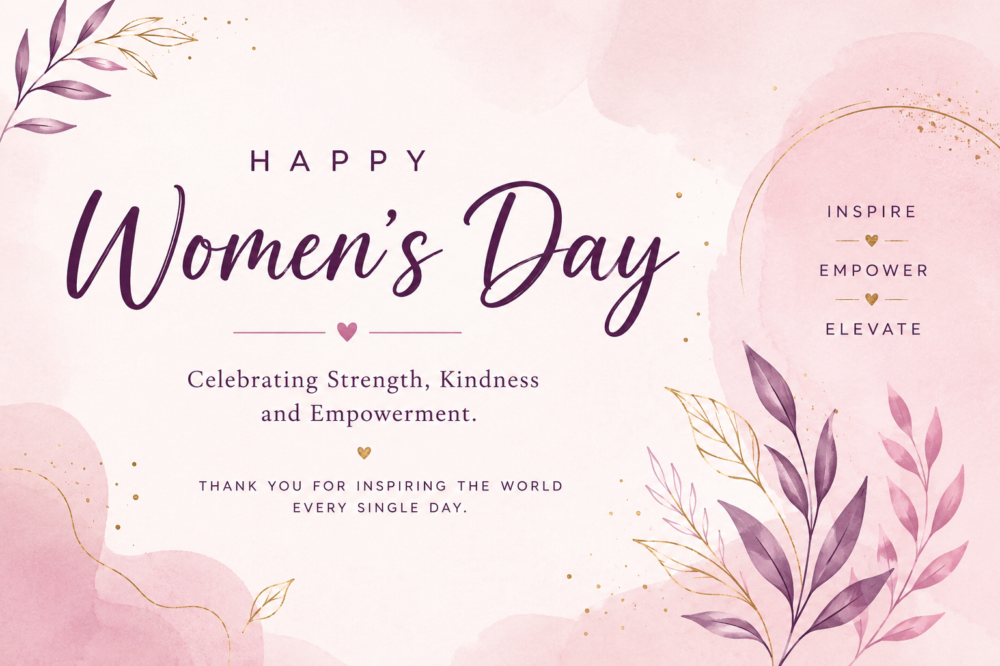 HAPPY
Women's Day
Celebrating Strength, Kindness
and Empowerment.
THANK YOU FOR INSPIRING THE WORLD
EVERY SINGLE DAY.
INSPIRE
EMPOWER
ELEVATE